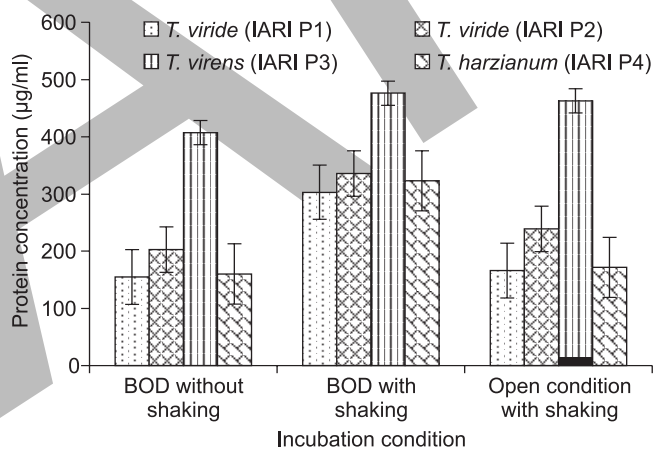 T. viride (IARI P1)
T. viride (IARI P2)
T. virens (IARI P3)
T. harzianum (IARI P4)
Protein concentration (µg/ml)
600
500
400
300
200
100
0
BOD without
shaking
BOD with
shaking
Open condition
with shaking
Incubation condition